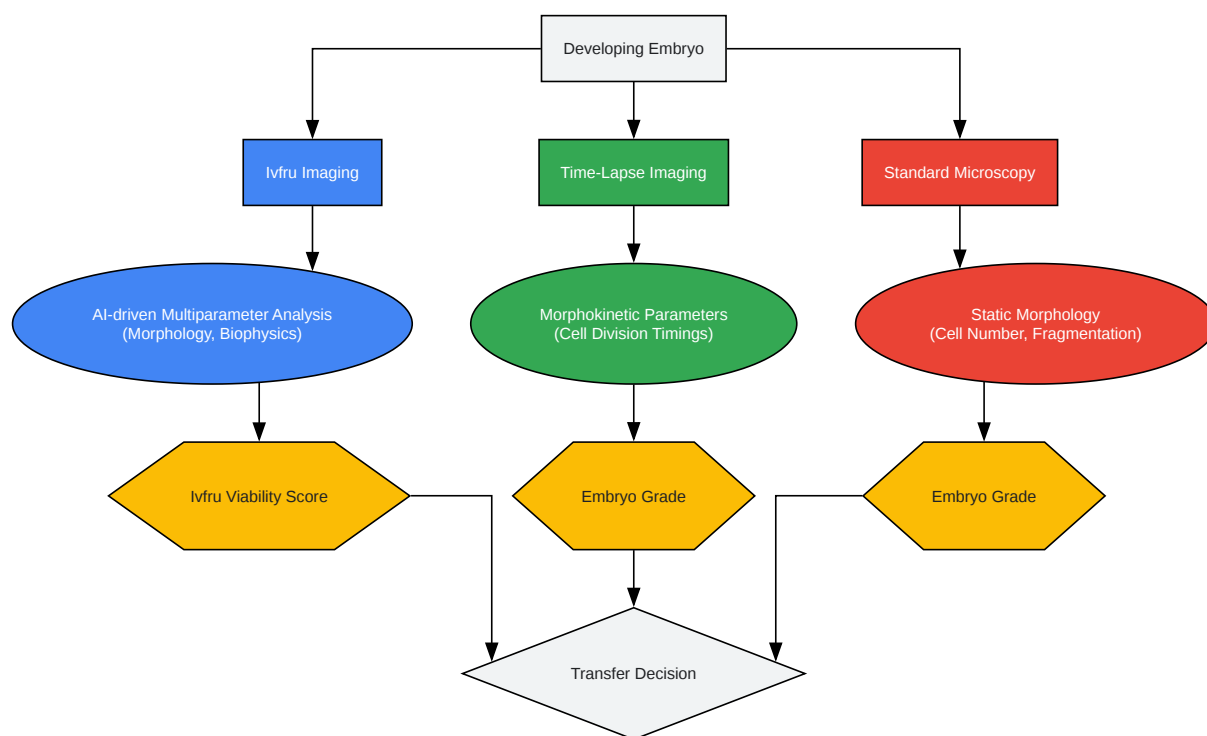 Developing Embryo
Ivfru Imaging
Time-Lapse Imaging
Standard Microscopy
AI-driven Multiparameter Analysis
(Morphology, Biophysics)
Morphokinetic Parameters
(Cell Division Timings)
Static Morphology
(Cell Number, Fragmentation)
Ivfru Viability Score
Embryo Grade
Embryo Grade
Transfer Decision